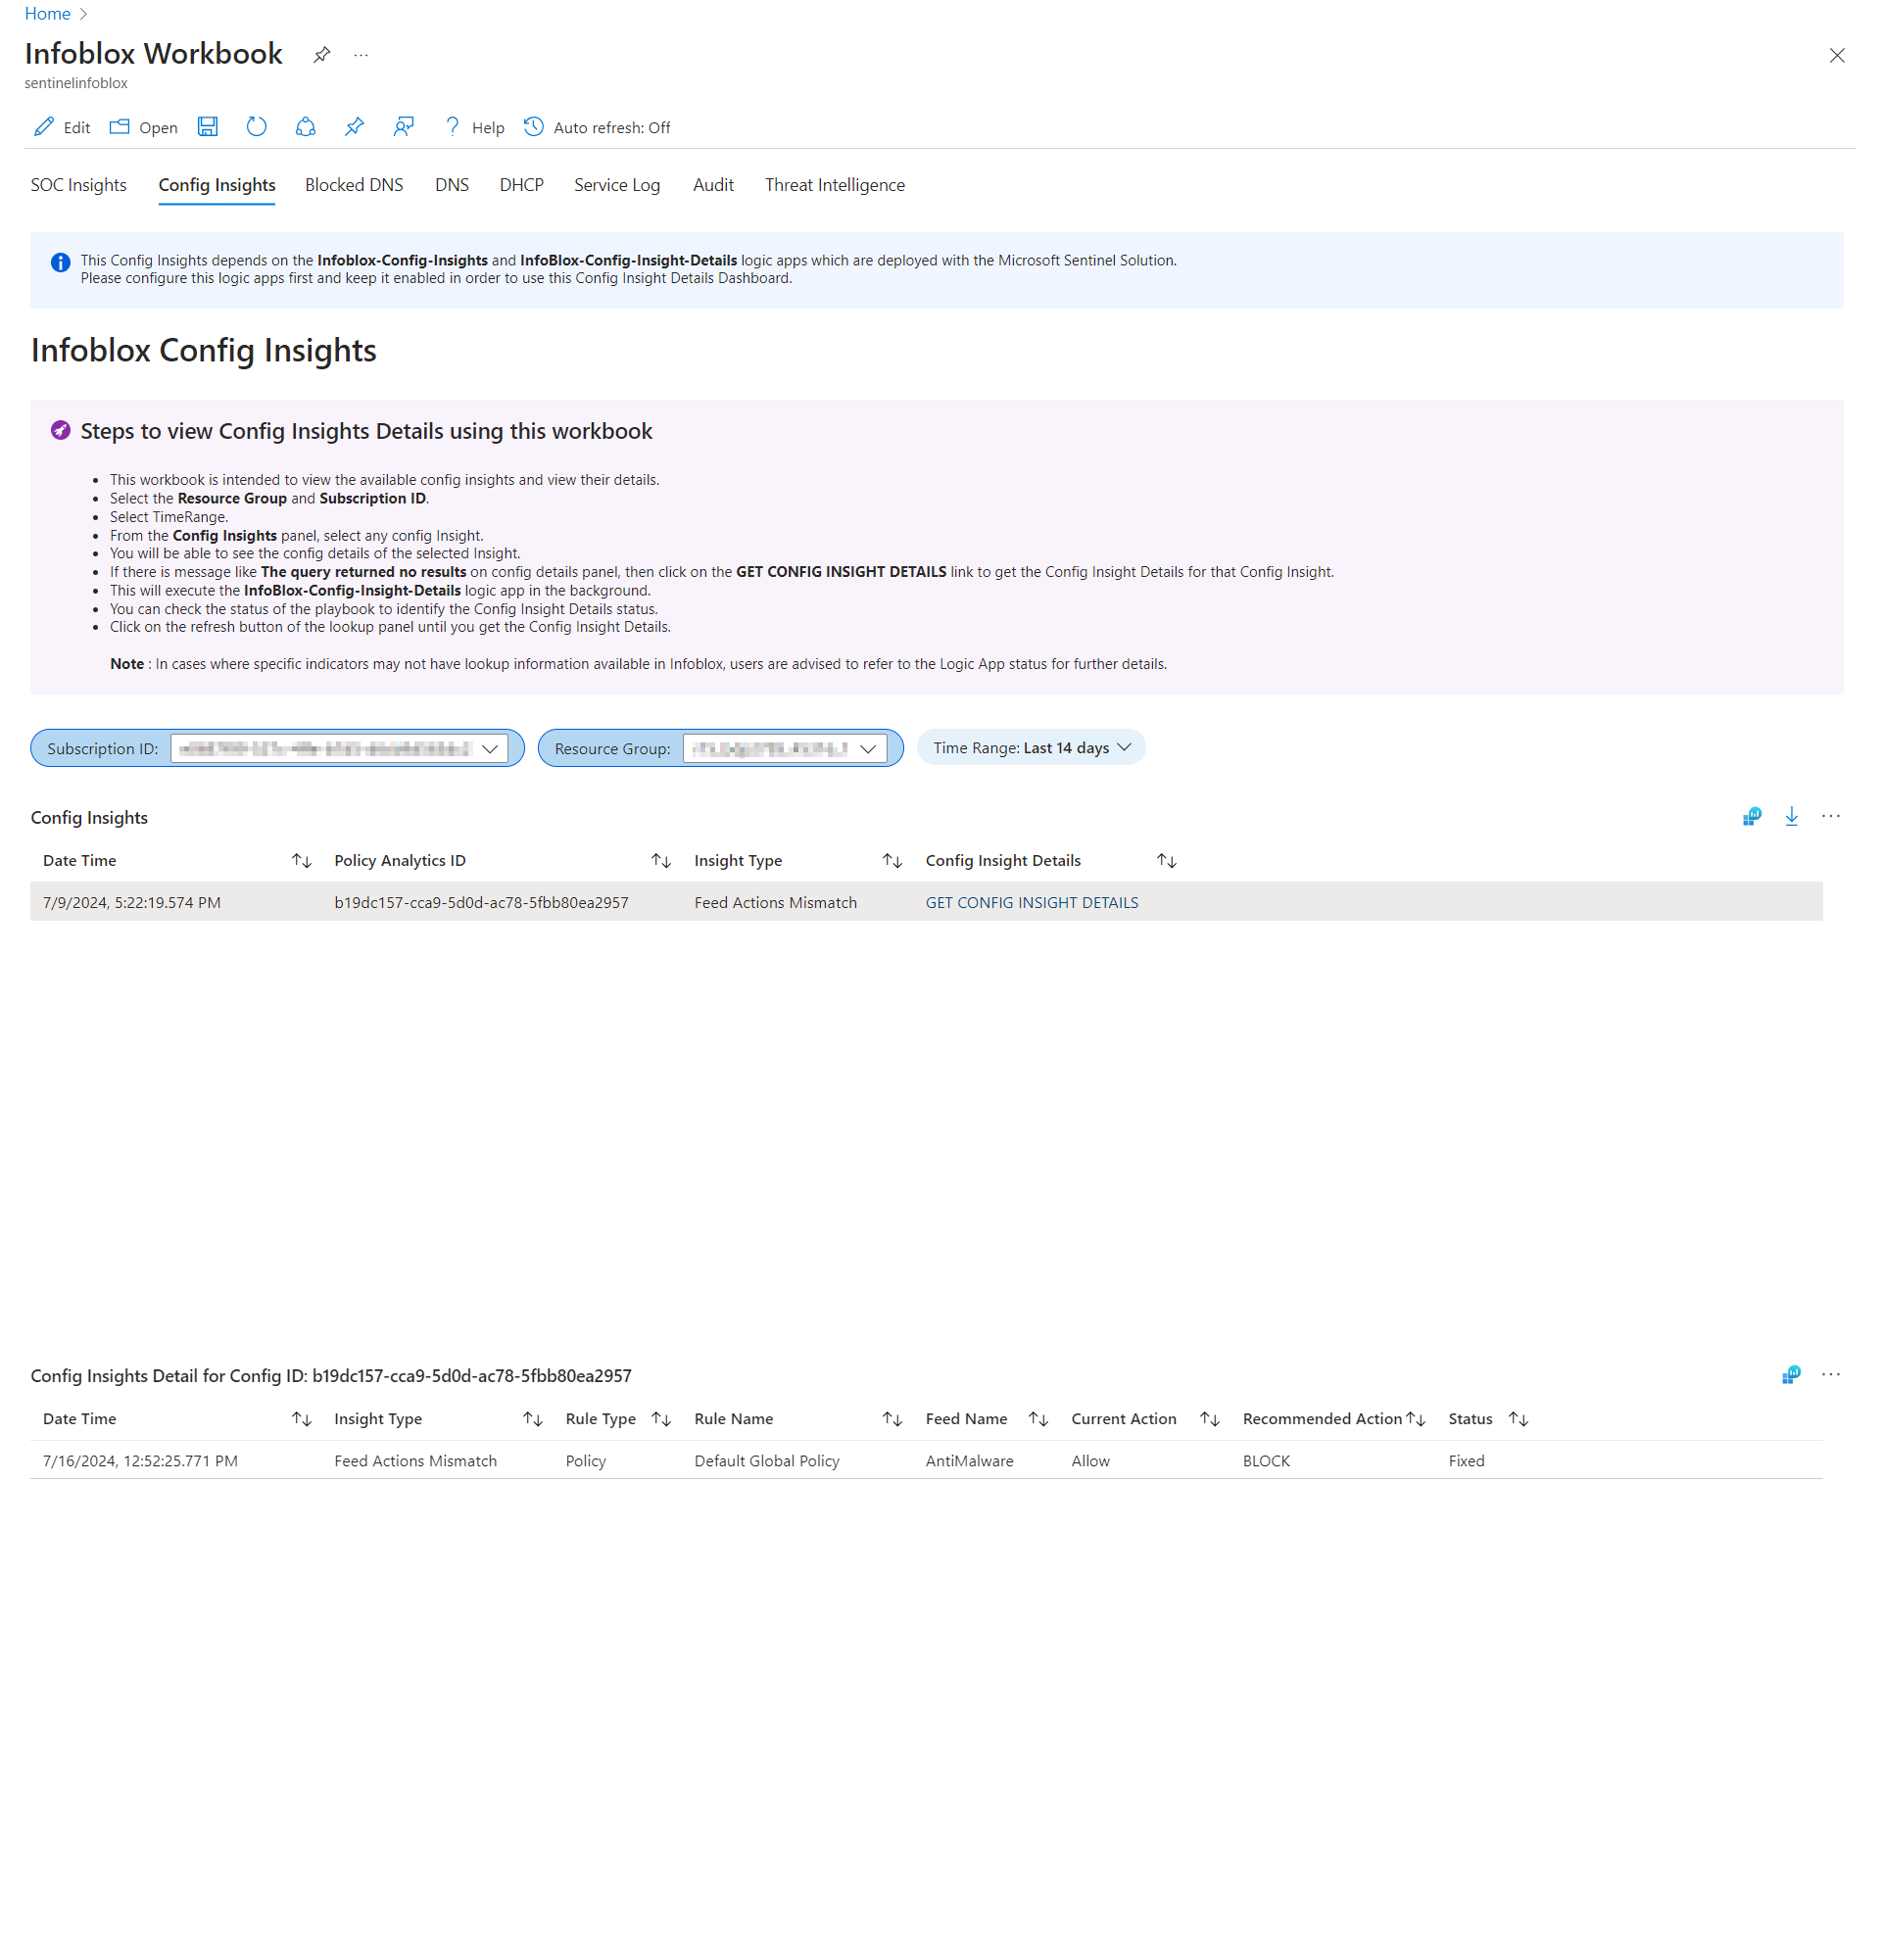 Home
Infoblox Workbook
sentinelinfoblox
Edit Open Help Auto refresh: Off
SOC Insights Config Insights Blocked DNS DNS DHCP Service Log Audit Threat Intelligence
This Config Insights depends on the Infoblox-Config-Insights and InfoBlox-Config-Insight-Details logic apps which are deployed with the Microsoft Sentinel Solution.
Please configure this logic apps first and keep it enabled in order to use this Config Insight Details Dashboard.
Infoblox Config Insights
Steps to view Config Insights Details using this workbook
• This workbook is intended to view the available config insights and view their details.
• Select the Resource Group and Subscription ID.
• Select TimeRange.
• From the Config Insights panel, select any config Insight.
• You will be able to see the config details of the selected Insight.
• If there is message like The query returned no results on config details panel, then click on the GET CONFIG INSIGHT DETAILS link to get the Config Insight Details for that Config Insight.
• This will execute the InfoBlox-Config-Insight-Details logic app in the background.
• You can check the status of the playbook to identify the Config Insight Details status.
• Click on the refresh button of the lookup panel until you get the Config Insight Details.
Note : In cases where specific indicators may not have lookup information available in Infoblox, users are advised to refer to the Logic App status for further details.
Subscription ID: Resource Group: Time Range: Last 14 days
Config Insights
Date Time Policy Analytics ID Insight Type Config Insight Details
7/9/2024, 5:22:19.574 PM b19dc157-cca9-5d0d-ac78-5fbb80ea2957 Feed Actions Mismatch GET CONFIG INSIGHT DETAILS
Config Insights Detail for Config ID: b19dc157-cca9-5d0d-ac78-5fbb80ea2957
Date Time Insight Type Rule Type Rule Name Feed Name Current Action Recommended Action Status
7/16/2024, 12:52:25.771 PM Feed Actions Mismatch Policy Default Global Policy AntiMalware Allow BLOCK Fixed